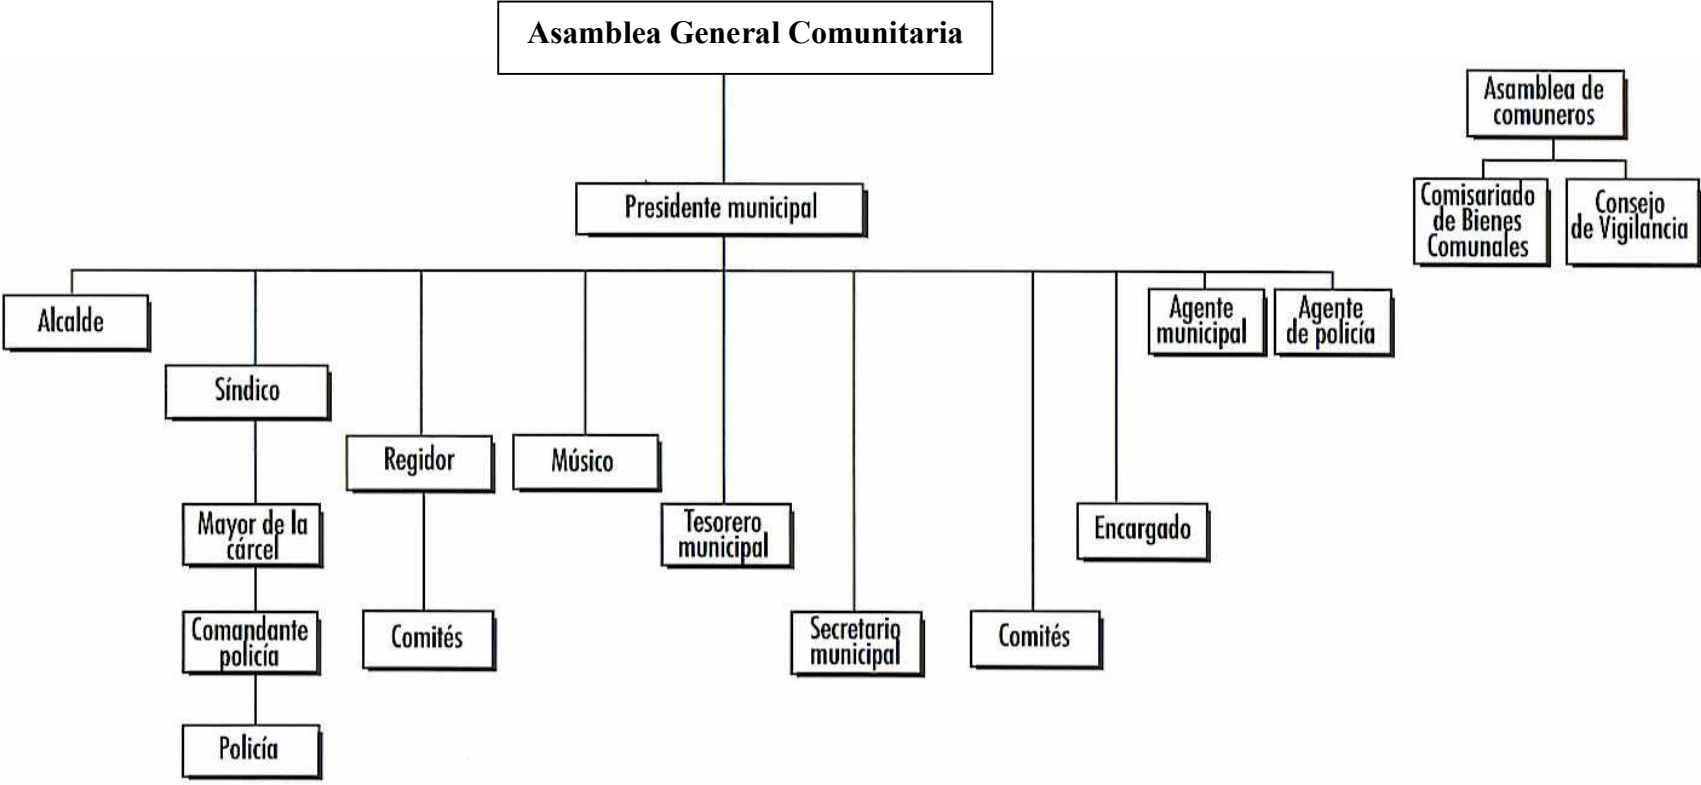 Asamblea General Comunitaria
Asamblea de
comuneros
Presidente municipal
Comisariado
de Bienes
Comunales
Consejo
de Vigilancia
Alcalde
Agente
municipal
Agente
de policía
Síndico
Regidor
Músico
Mayor de la
cárcel
Tesorero
municipal
Encargado
Comandante
policía
Comités
Secretario
municipal
Comités
Policía